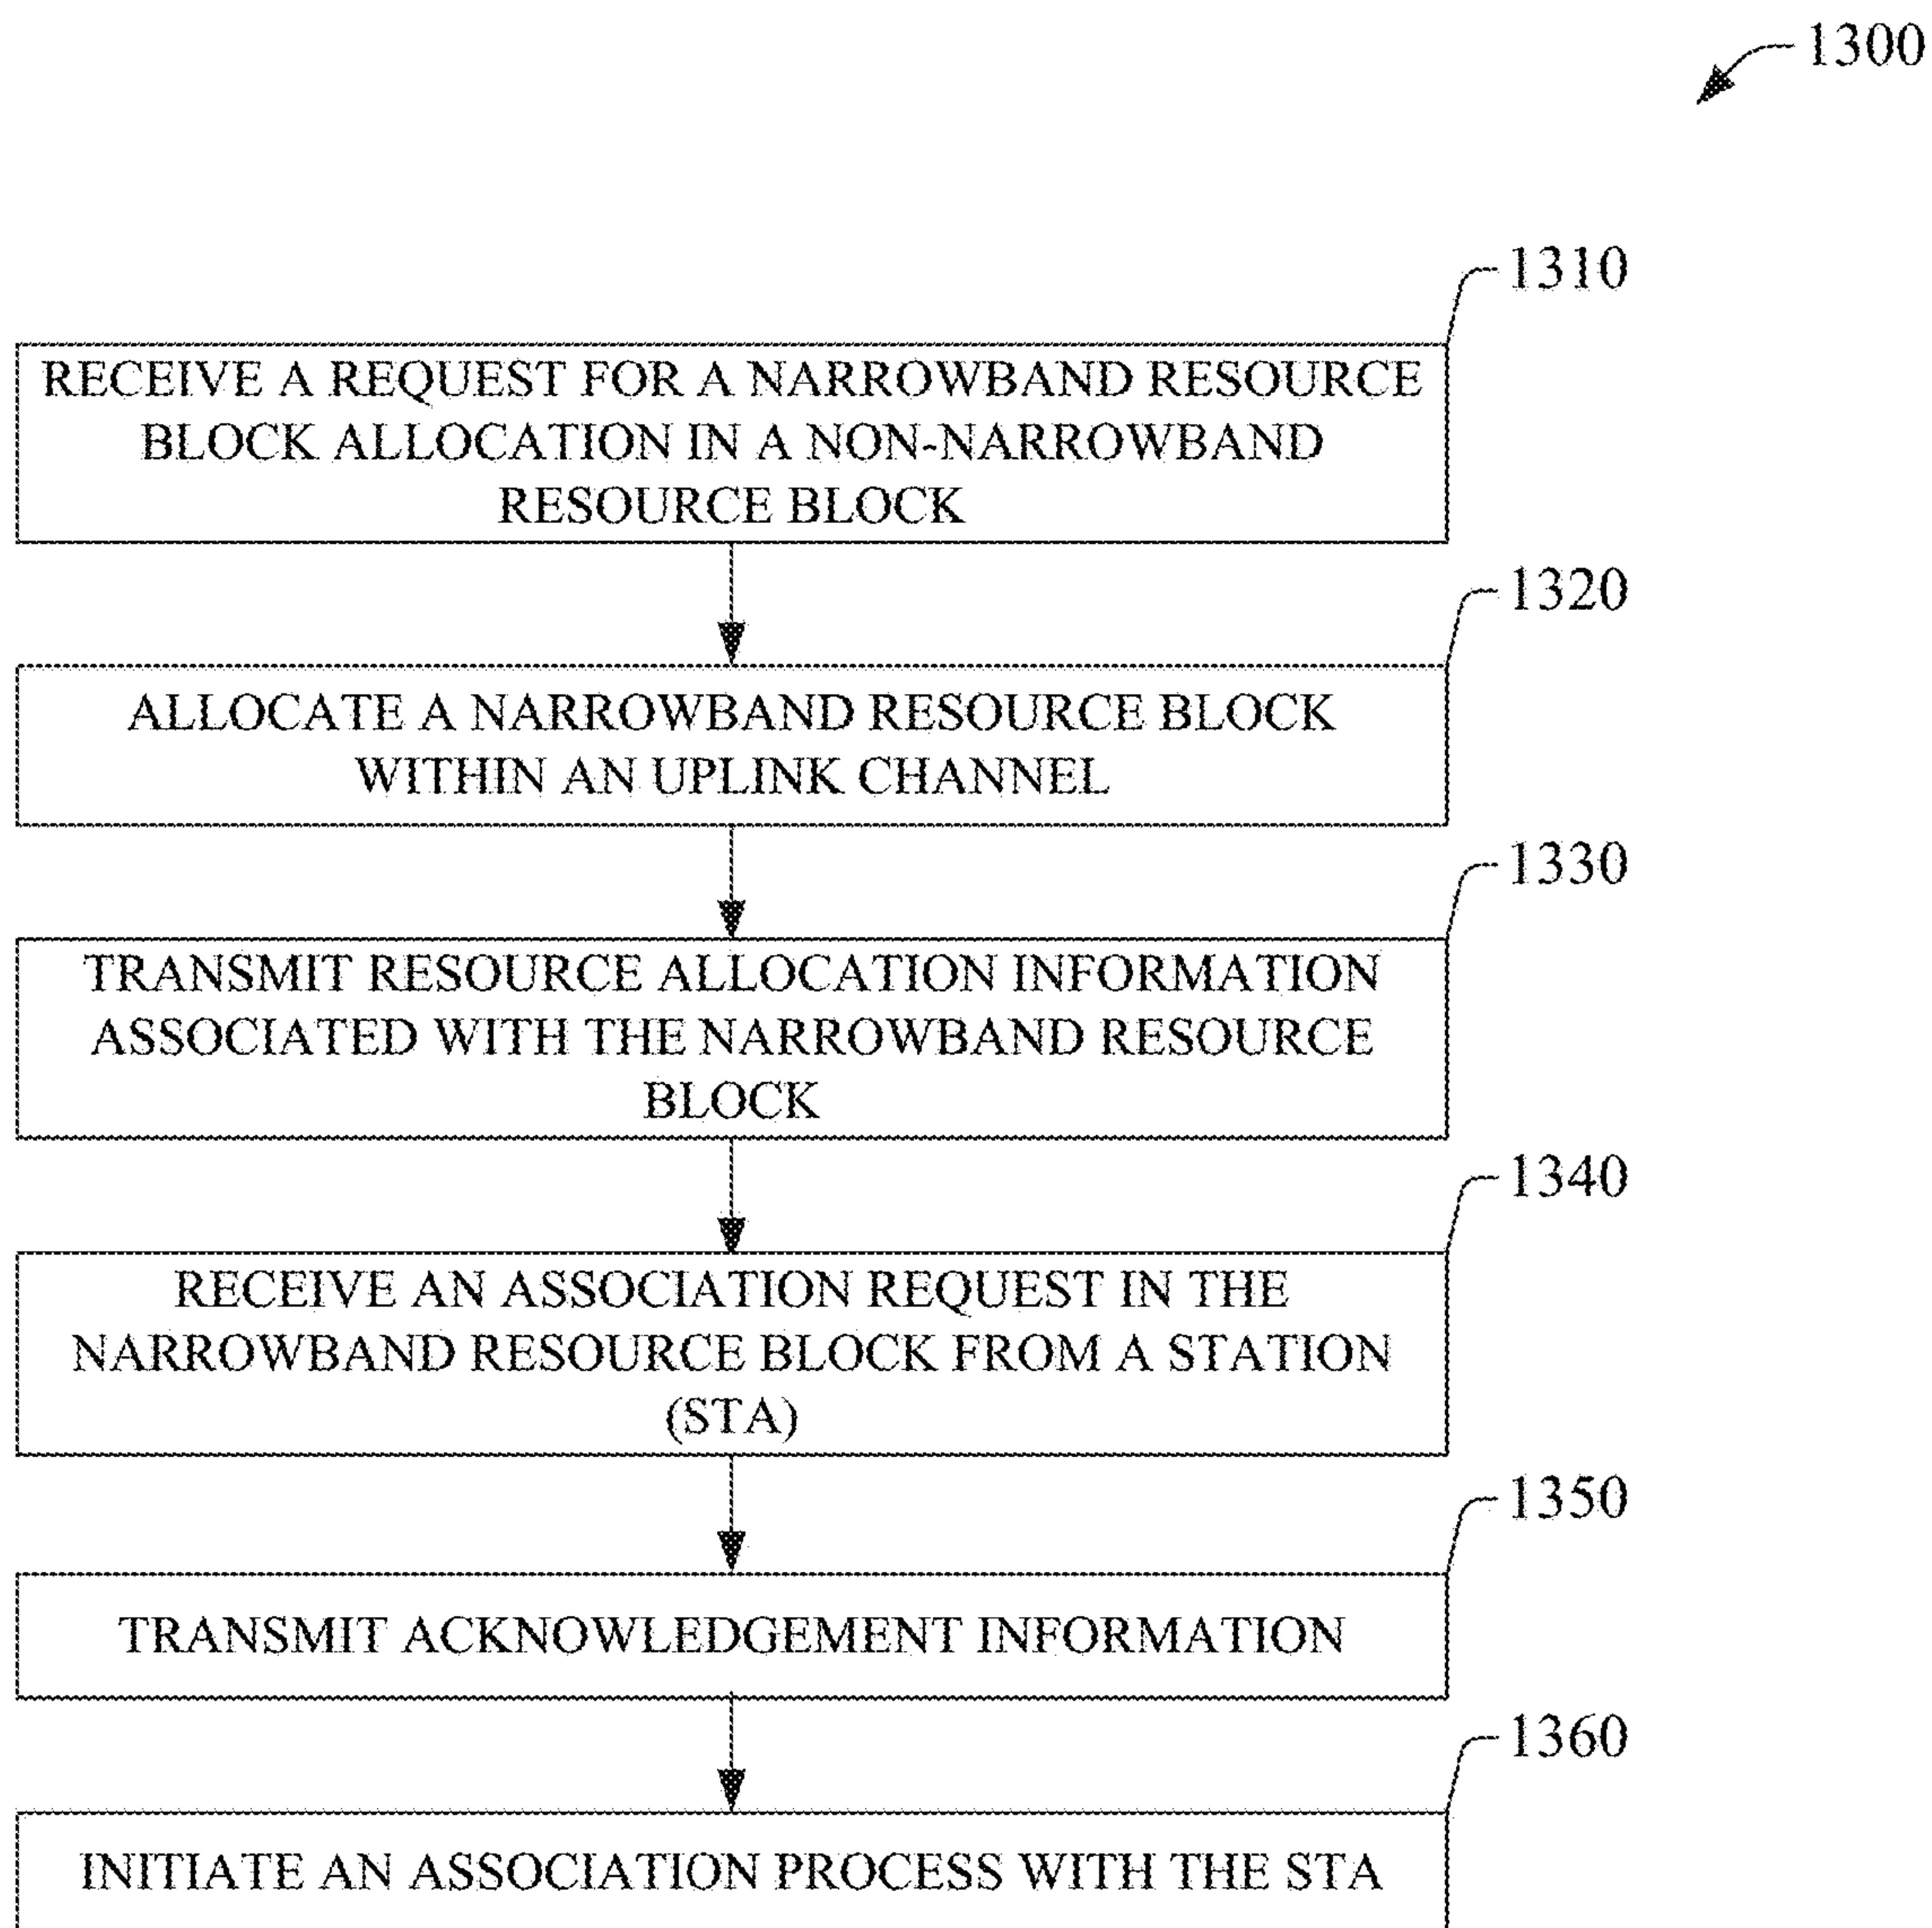 1300
1310
RECEIVE A REQUEST FOR A NARROWBAND RESOURCE
BLOCK ALLOCATION IN A NON-NARROWBAND
RESOURCE BLOCK
1320
ALLOCATE A NARROWBAND RESOURCE BLOCK
WITHIN AN UPLINK CHANNEL
1330
TRANSMIT RESOURCE ALLOCATION INFORMATION
ASSOCIATED WITH THE NARROWBAND RESOURCE
BLOCK
1340
RECEIVE AN ASSOCIATION REQUEST IN THE
NARROWBAND RESOURCE BLOCK FROM A STATION
(STA)
1350
TRANSMIT ACKNOWLEDGEMENT INFORMATION
1360
INITIATE AN ASSOCIATION PROCESS WITH THE STA